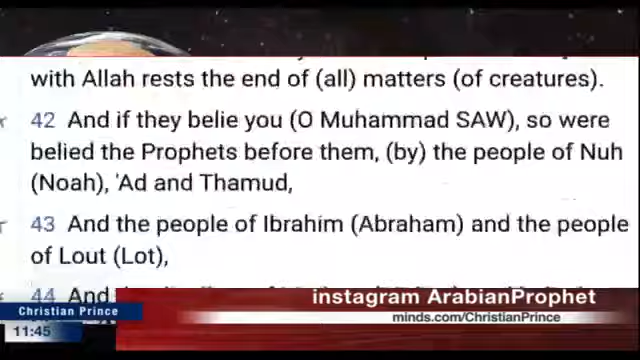 with Allah rests the end of (all) matters (of creatures).
42 And if they belie you (O Muhammad SAW), so were
belied the Prophets before them, (by) the people of Nuh
(Noah), 'Ad and Thamud,
43 And the people of Ibrahim (Abraham) and the people
of Lout (Lot),
44 And
instagram ArabianProphet
Christian Prince
minds.com/ChristianPrince
11:45